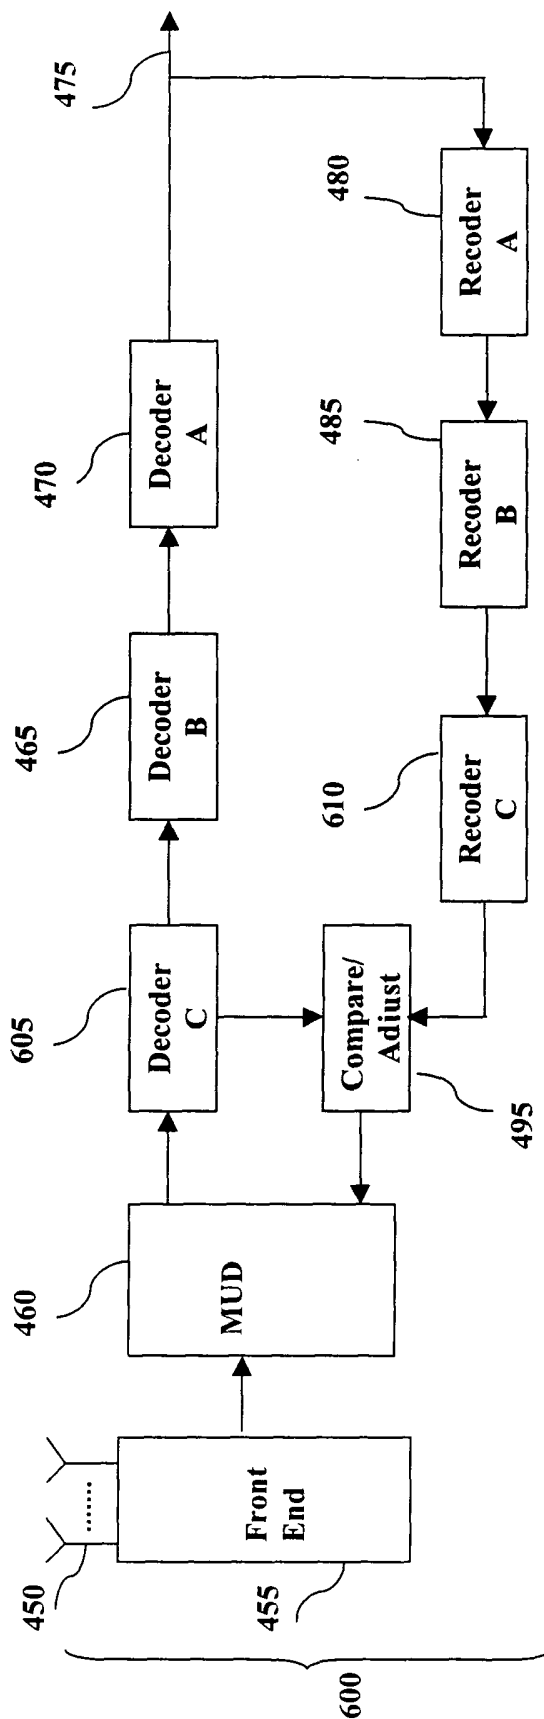 600
450
455
Front
End
460
MUD
605
Decoder
C
465
Decoder
B
470
Decoder
A
475
480
Recoder
A
485
Recoder
B
610
Recoder
C
Compare/
Adjust
495